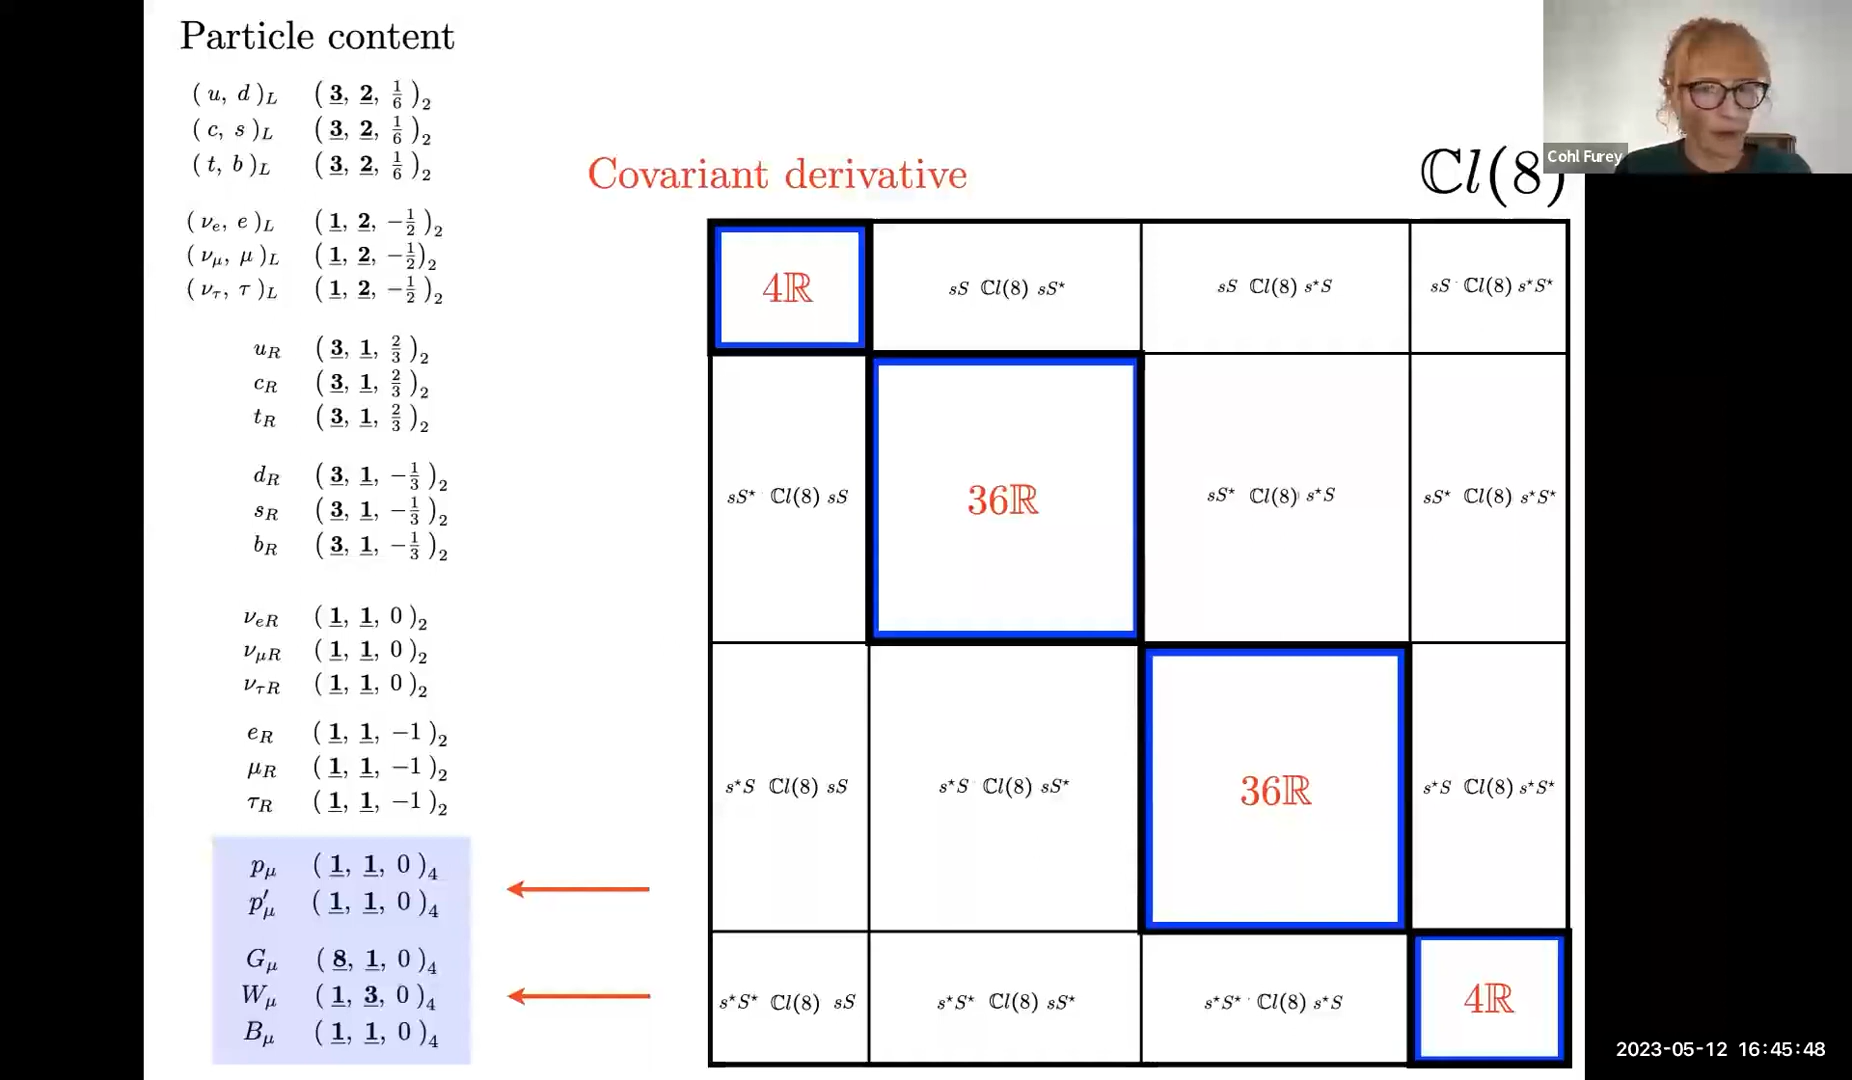 Particle content
( u, d )_L ( 3, 2, 1/6 )_2
( c, s )_L ( 3, 2, 1/6 )_2
( t, b )_L ( 3, 2, 1/6 )_2
( ν_e, e )_L ( 1, 2, −1/2 )_2
( ν_μ, μ )_L ( 1, 2, −1/2 )_2
( ν_τ, τ )_L ( 1, 2, −1/2 )_2
u_R ( 3, 1, 2/3 )_2
c_R ( 3, 1, 2/3 )_2
t_R ( 3, 1, 2/3 )_2
d_R ( 3, 1, −1/3 )_2
s_R ( 3, 1, −1/3 )_2
b_R ( 3, 1, −1/3 )_2
ν_eR ( 1, 1, 0 )_2
ν_μR ( 1, 1, 0 )_2
ν_τR ( 1, 1, 0 )_2
e_R ( 1, 1, −1 )_2
μ_R ( 1, 1, −1 )_2
τ_R ( 1, 1, −1 )_2
p_μ ( 1, 1, 0 )_4
p′_μ ( 1, 1, 0 )_4
G_μ ( 8, 1, 0 )_4
W_μ ( 1, 3, 0 )_4
B_μ ( 1, 1, 0 )_4
Covariant derivative
ℂl(8)
4ℝ sS ℂl(8) sS* sS ℂl(8) s*S sS ℂl(8) s*S*
sS* ℂl(8) sS 36ℝ sS* ℂl(8) s*S sS* ℂl(8) s*S*
s*S ℂl(8) sS s*S ℂl(8) sS* 36ℝ s*S ℂl(8) s*S*
s*S* ℂl(8) sS s*S* ℂl(8) sS* s*S* ℂl(8) s*S 4ℝ
Cohl Furey
2023-05-12 16:45:48